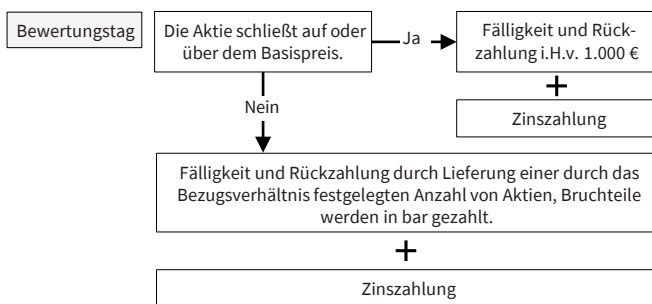 Bewertungstag
Die Aktie schließt auf oder
über dem Basispreis.
Ja
Fälligkeit und Rück-
zahlung i.H.v. 1.000 €
+
Zinszahlung
Nein
Fälligkeit und Rückzahlung durch Lieferung einer durch das
Bezugsverhältnis festgelegten Anzahl von Aktien, Bruchteile
werden in bar gezahlt.
+
Zinszahlung